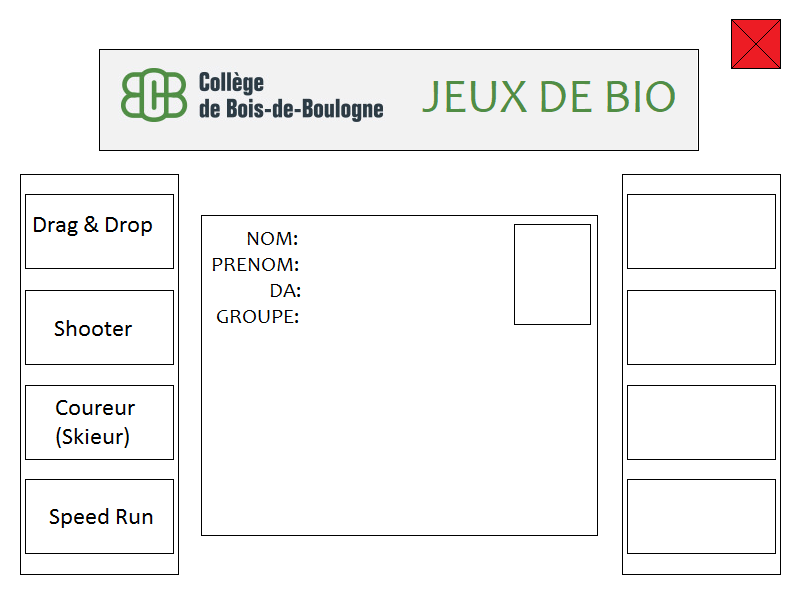 Collège
de Bois-de-Boulogne
JEUX DE BIO
Drag & Drop
Shooter
Coureur
(Skieur)
Speed Run
NOM:
PRENOM:
DA:
GROUPE: